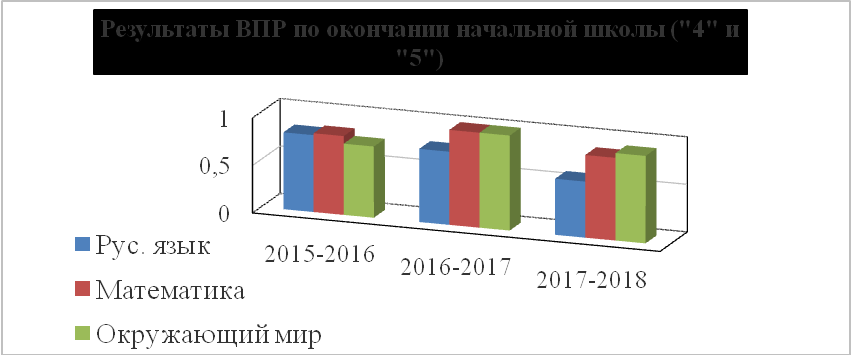 Результаты ВПР по окончании начальной школы ("4" и
"5")
1
0,5
0
2015-2016
2016-2017
2017-2018
Рус. язык
Математика
Окружающий мир